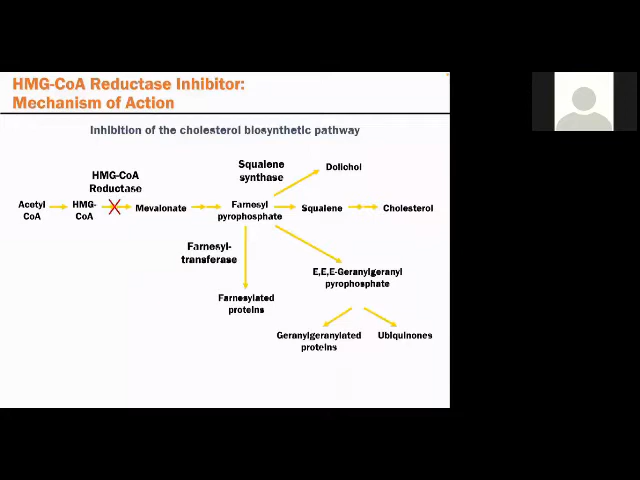 HMG-CoA Reductase Inhibitor:
Mechanism of Action
Inhibition of the cholesterol biosynthetic pathway
HMG-CoA
Reductase
Squalene
synthase
Dolichol
Acetyl
CoA
HMG-
CoA
Mevalonate
Farnesyl
pyrophosphate
Squalene
Cholesterol
Farnesyl-
transferase
E,E,E-Geranylgeranyl
pyrophosphate
Farnesylated
proteins
Geranylgeranylated
proteins
Ubiquinones